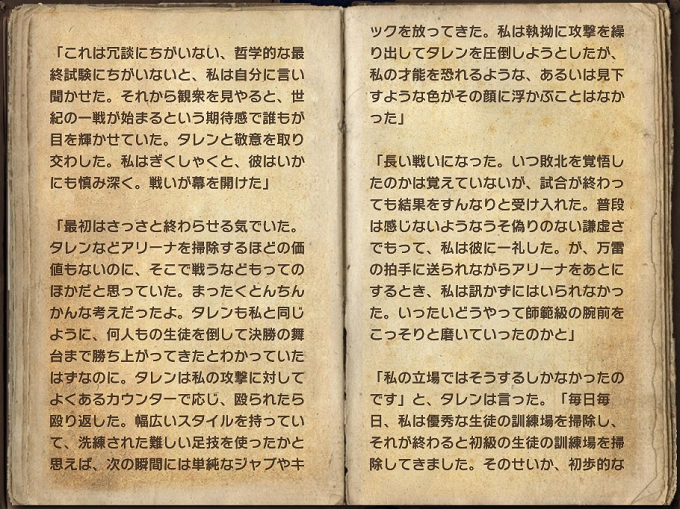 「これは冗談にちがいない、哲学的な最
終試験にちがいないと、私は自分に言い
聞かせた。それから観衆を見やると、世
紀の一戦が始まるという期待感で誰もが
目を輝かせていた。タレンと敬意を取り
交わした。私はぎくしゃくと、彼はいか
にも慎み深く。戦いが幕を開けた」
「最初はさっさと終わらせる気でいた。
タレンなどアリーナを掃除するほどの価
値もないのに、そこで戦うなどもっての
ほかだと思っていた。まったくとんちん
かんな考えだったよ。タレンも私と同じ
ように、何人もの生徒を倒して決勝の舞
台まで勝ち上がってきたとわかっていた
はずなのに。タレンは私の攻撃に対して
よくあるカウンターで応じ、殴られたら
殴り返した。幅広いスタイルを持ってい
て、洗練された難しい足技を使ったかと
思えば、次の瞬間には単純なジャブやキ
ックを放ってきた。私は執拗に攻撃を繰
り出してタレンを圧倒しようとしたが、
私の才能を恐れるような、あるいは見下
すような色がその顔に浮かぶことはなか
った」
「長い戦いになった。いつ敗北を覚悟し
たのかは覚えていないが、試合が終わっ
ても結果をすんなりと受け入れた。普段
は感じないようなうそ偽りのない謙虚さ
でもって、私は彼に一礼した。が、万雷
の拍手に送られながらアリーナをあとに
するとき、私は訊かずにはいられなかっ
た。いったいどうやって師範級の腕前を
こっそりと磨いていったのかと」
「私の立場ではそうするしかなかったの
です」と、タレンは言った。「毎日毎
日、私は優秀な生徒の訓練場を掃除し、
それが終わると初級の生徒の訓練場を掃
除してきました。そのせいか、初歩的な